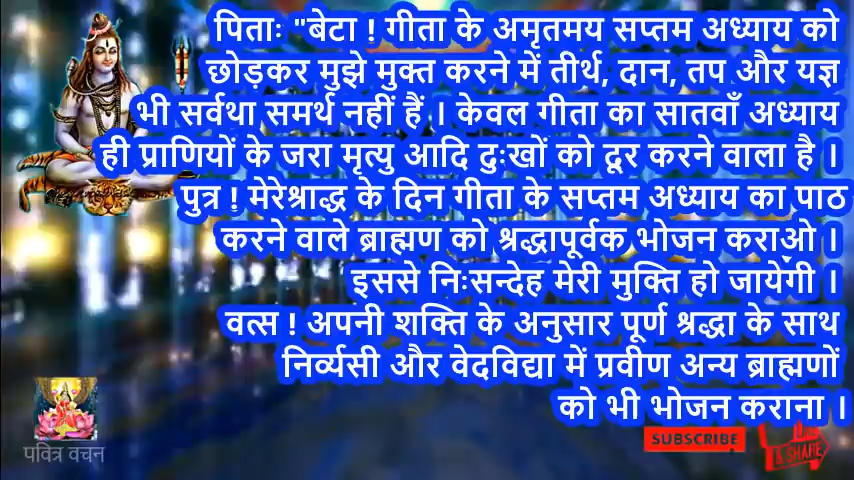 पिताः "बेटा ! गीता के अमृतमय सप्तम अध्याय को
छोड़कर मुझे मुक्त करने में तीर्थ, दान, तप और यज्ञ
भी सर्वथा समर्थ नहीं हैं । केवल गीता का सातवाँ अध्याय
ही प्राणियों के जरा मृत्यु आदि दुःखों को दूर करने वाला है ।
पुत्र ! मेरेश्राद्ध के दिन गीता के सप्तम अध्याय का पाठ
करने वाले ब्राह्मण को श्रद्धापूर्वक भोजन कराओ ।
इससे निःसन्देह मेरी मुक्ति हो जायेगी ।
वत्स ! अपनी शक्ति के अनुसार पूर्ण श्रद्धा के साथ
निर्व्यसी और वेदविद्या में प्रवीण अन्य ब्राह्मणों
को भी भोजन कराना ।
पवित्र वचन
SUBSCRIBE
& SHARE